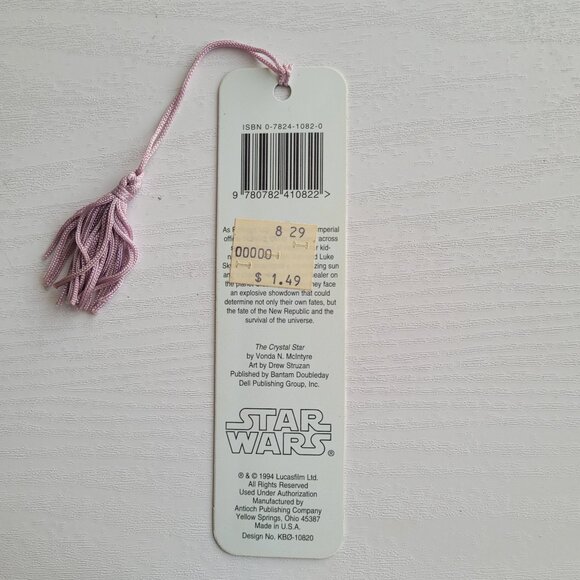 ISBN 0-7824-1082-0
9 780782 410822 >
As imperial
8 29
offic across
00000
kid-
Luke
Sky zing sun
$ 1.49
an ealer on
the planet ey face
an explosive showdown that could
determine not only their own fates, but
the fate of the New Republic and the
survival of the universe.
The Crystal Star
by Vonda N. McIntyre
Art by Drew Struzan
Published by Bantam Doubleday
Dell Publishing Group, Inc.
STAR
WARS®
® & © 1994 Lucasfilm Ltd.
All Rights Reserved
Used Under Authorization
Manufactured by
Antioch Publishing Company
Yellow Springs, Ohio 45387
Made in U.S.A.
Design No. KBØ-10820